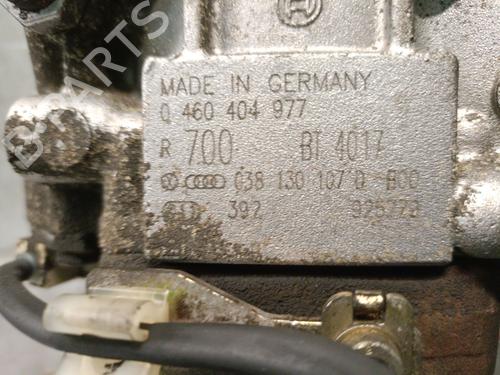 B PARTS
MADE IN GERMANY
0 460 404 977
R 700 BT 4017
038 130 107 D B00
392 925773